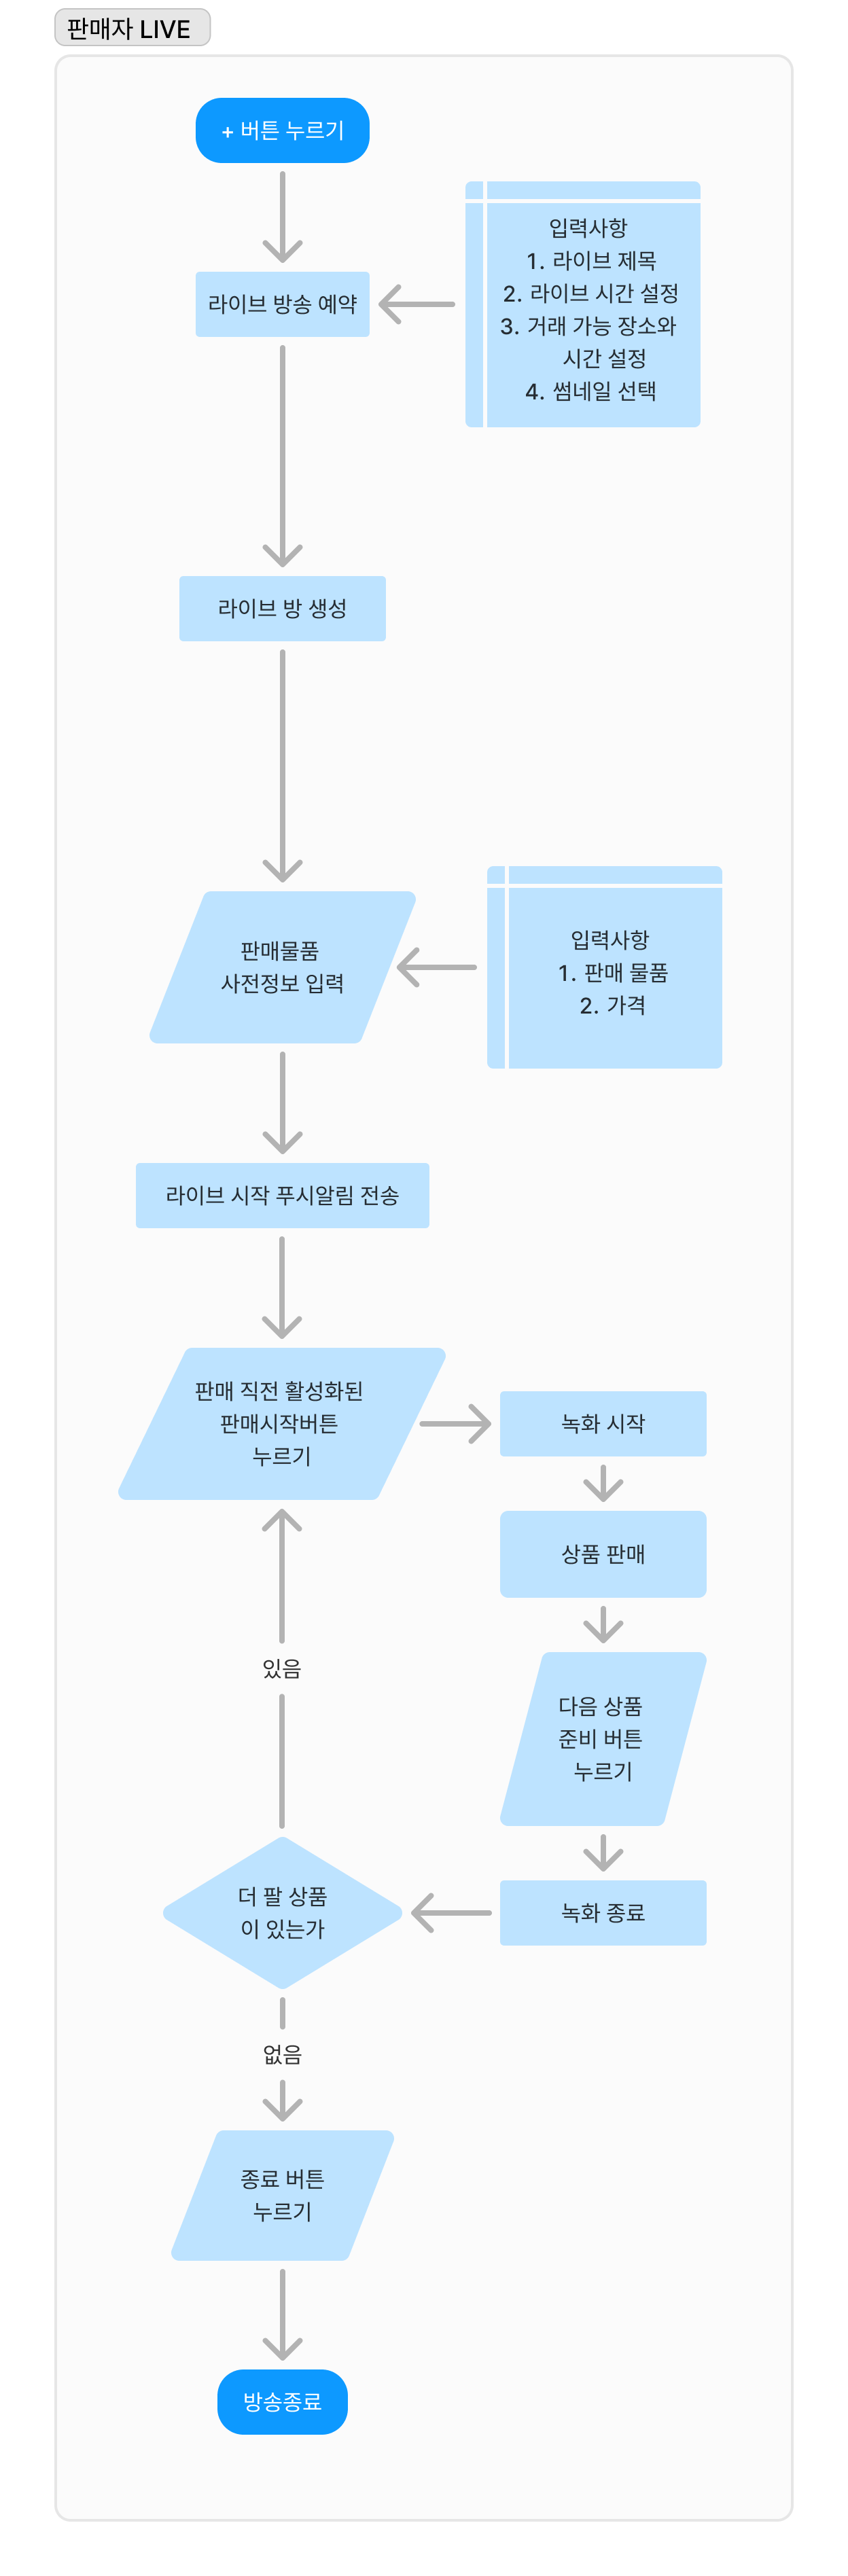 판매자 LIVE
+ 버튼 누르기
라이브 방송 예약
입력사항
1. 라이브 제목
2. 라이브 시간 설정
3. 거래 가능 장소와
시간 설정
4. 썸네일 선택
라이브 방 생성
판매물품
사전정보 입력
입력사항
1. 판매 물품
2. 가격
라이브 시작 푸시알림 전송
판매 직전 활성화된
판매시작버튼
누르기
녹화 시작
상품 판매
다음 상품
준비 버튼
누르기
녹화 종료
있음
더 팔 상품
이 있는가
없음
종료 버튼
누르기
방송종료